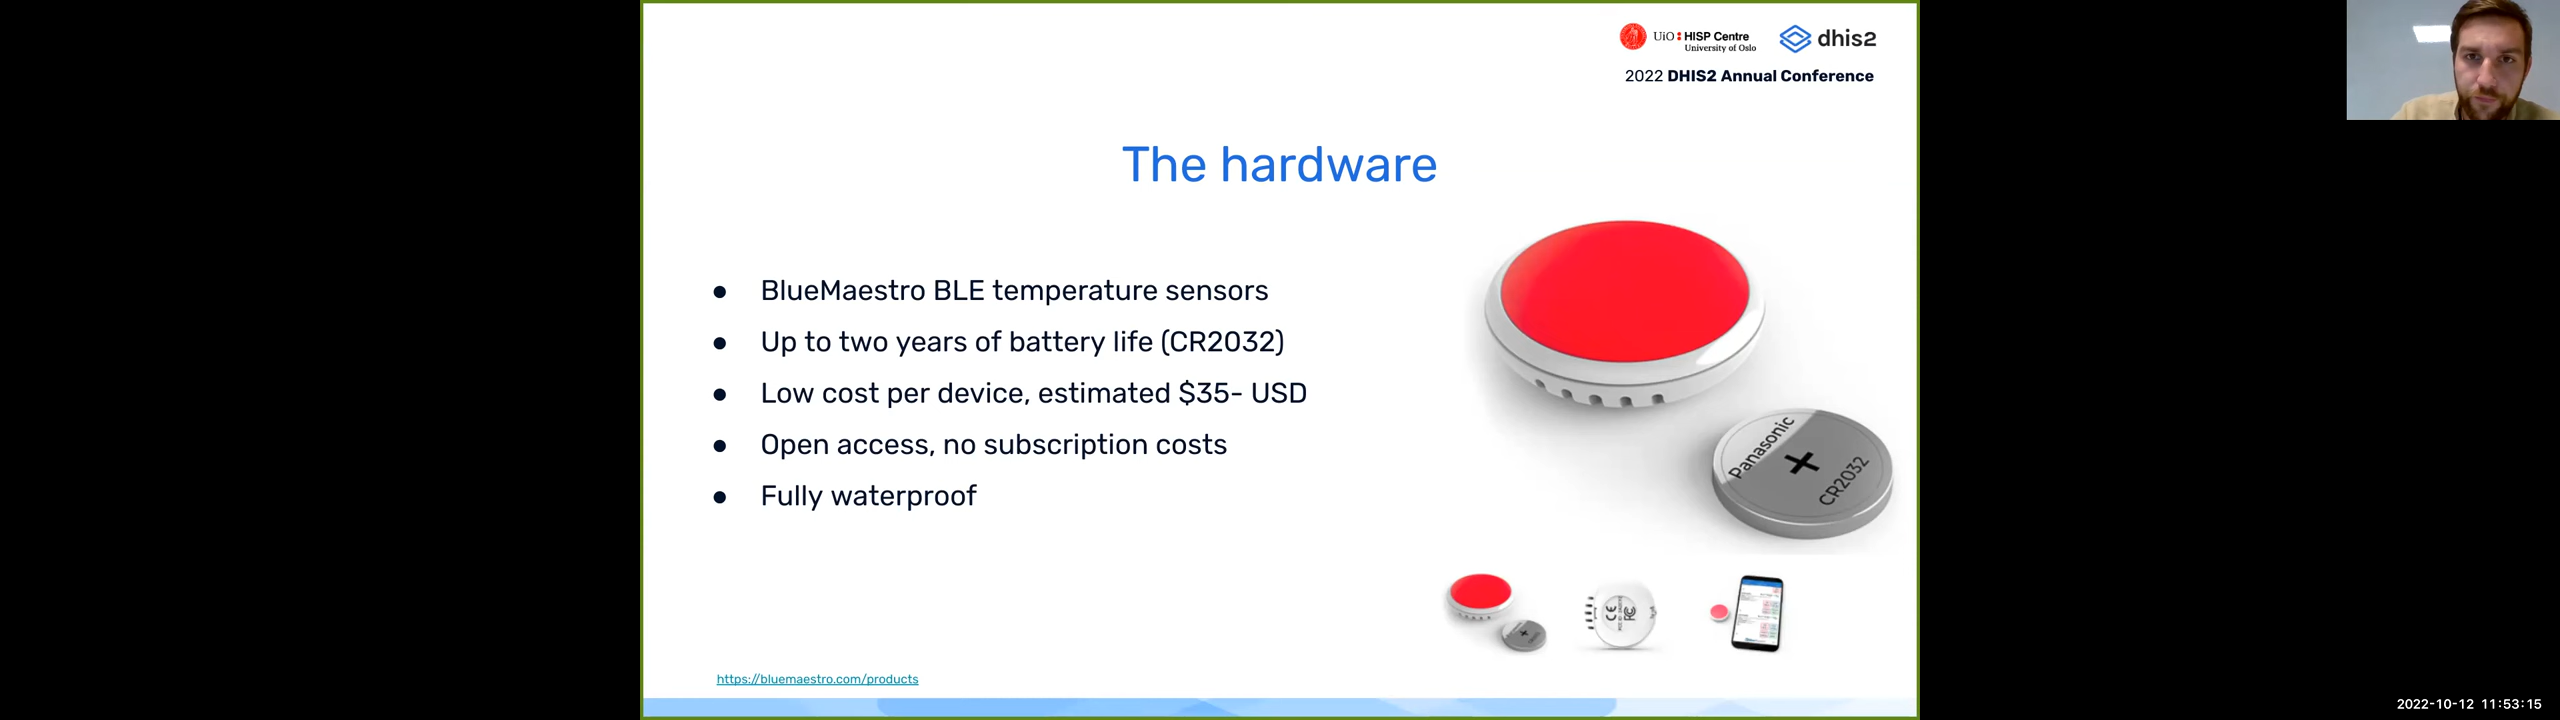 UiO HISP Centre
University of Oslo
dhis2
2022 DHIS2 Annual Conference
The hardware
● BlueMaestro BLE temperature sensors
● Up to two years of battery life (CR2032)
● Low cost per device, estimated $35- USD
● Open access, no subscription costs
● Fully waterproof
Panasonic
+
CR2032
https://bluemaestro.com/products
2022-10-12 11:53:15